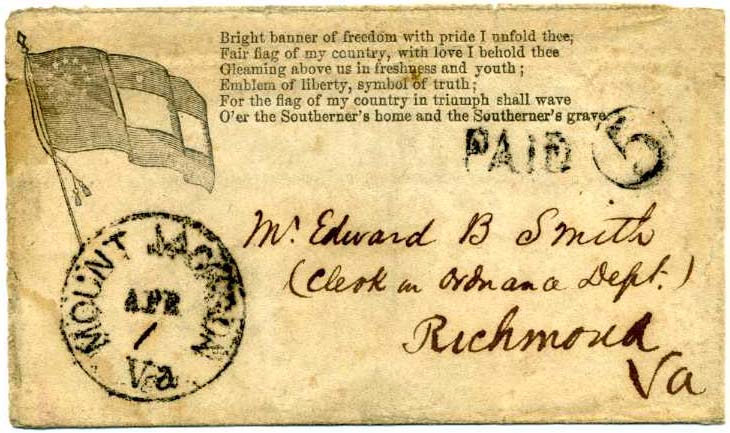 Bright banner of freedom with pride I unfold thee;
Fair flag of my country, with love I behold thee
Gleaming above us in freshness and youth;
Emblem of liberty, symbol of truth;
For the flag of my country in triumph shall wave
O'er the Southerner's home and the Southerner's grave.
PAID 5
MOUNT JACKSON
APR
1
Va
Mr. Edward B Smith
(Clerk in Ordnance Dept.)
Richmond
Va